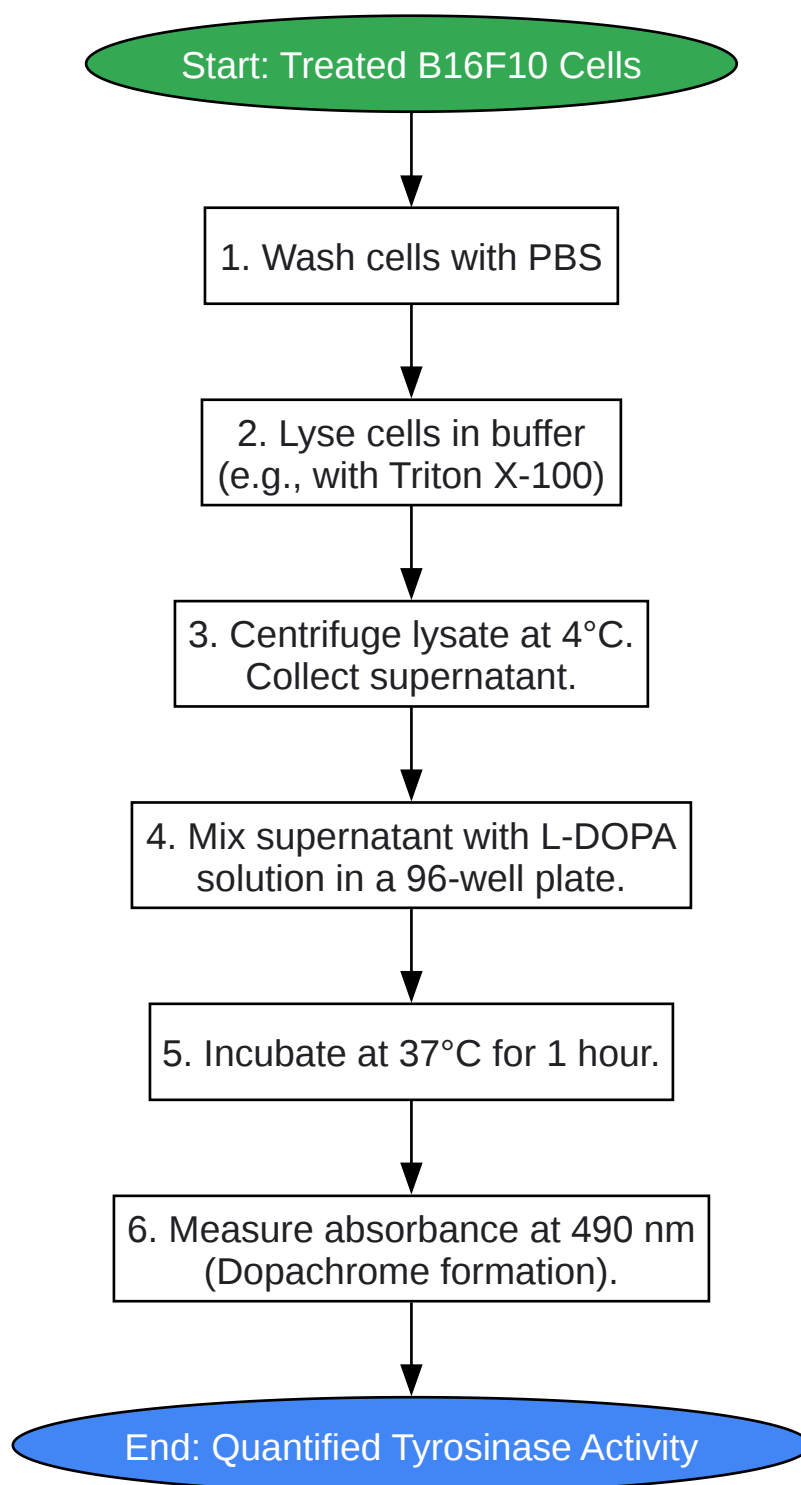 Start: Treated B16F10 Cells
1. Wash cells with PBS
2. Lyse cells in buffer
(e.g., with Triton X-100)
3. Centrifuge lysate at 4°C.
Collect supernatant.
4. Mix supernatant with L-DOPA
solution in a 96-well plate.
5. Incubate at 37°C for 1 hour.
6. Measure absorbance at 490 nm
(Dopachrome formation).
End: Quantified Tyrosinase Activity